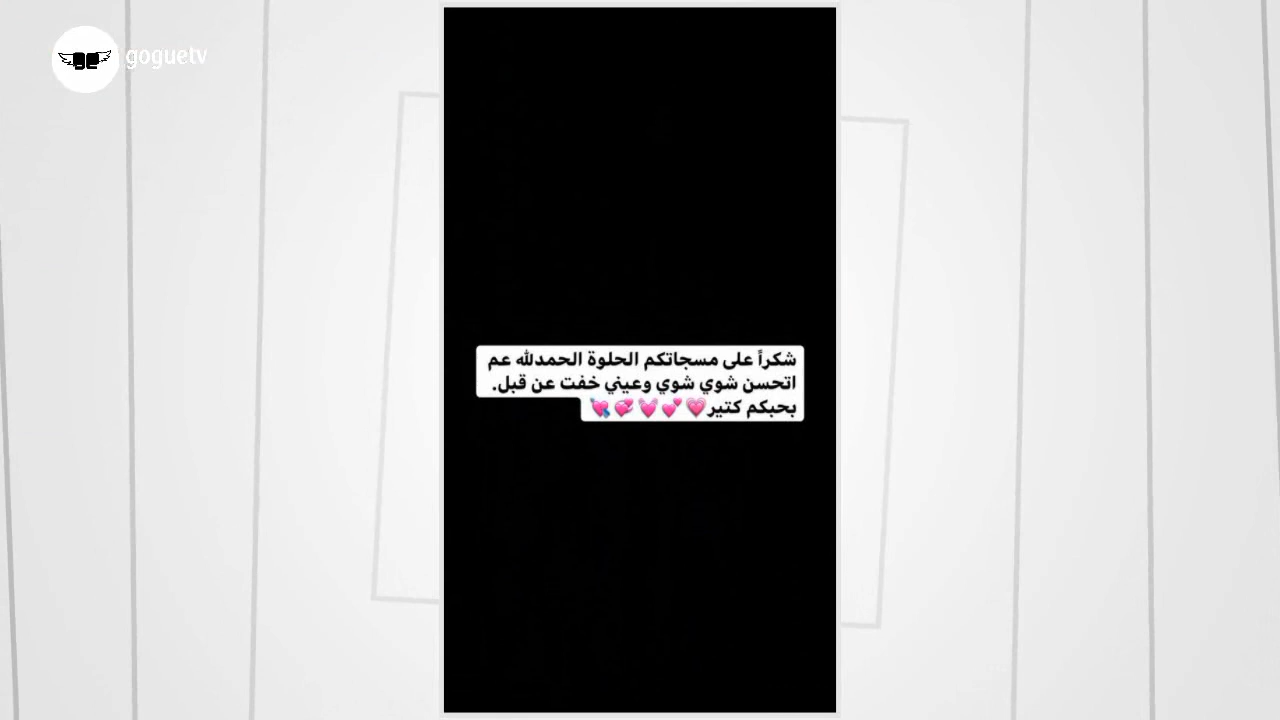 goguetv
شكراً على مسجاتكم الحلوة الحمدلله عم
اتحسن شوي شوي وعيني خفت عن قبل.
بحبكم كتير💗💕💓💞💘